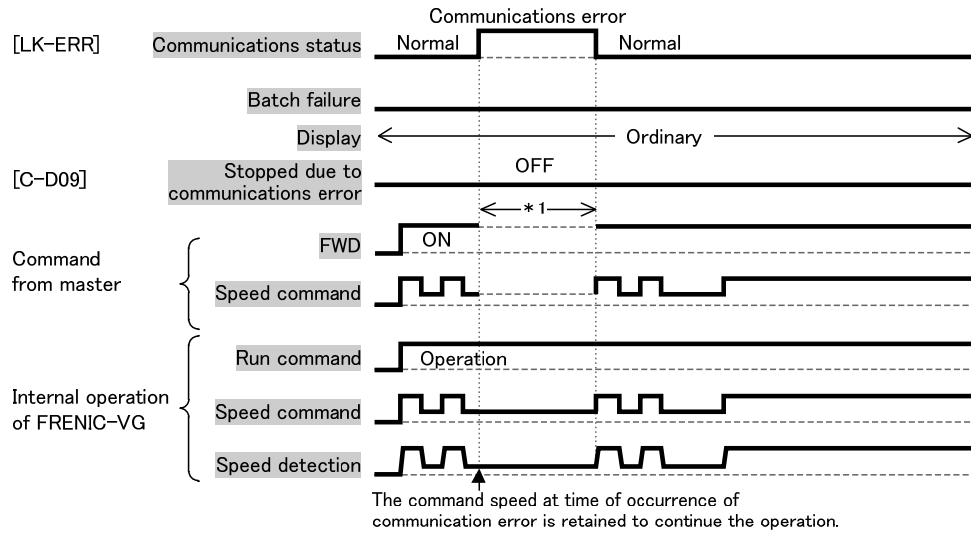 Communications error
[LK-ERR]
Communications status
Normal
Normal
Batch failure
Display
Ordinary
[C-D09]
Stopped due to
communications error
OFF
*1
Command
from master
FWD
ON
Speed command
Internal operation
of FRENIC-VG
Run command
Operation
Speed command
Speed detection
The command speed at time of occurrence of
communication error is retained to continue the operation.